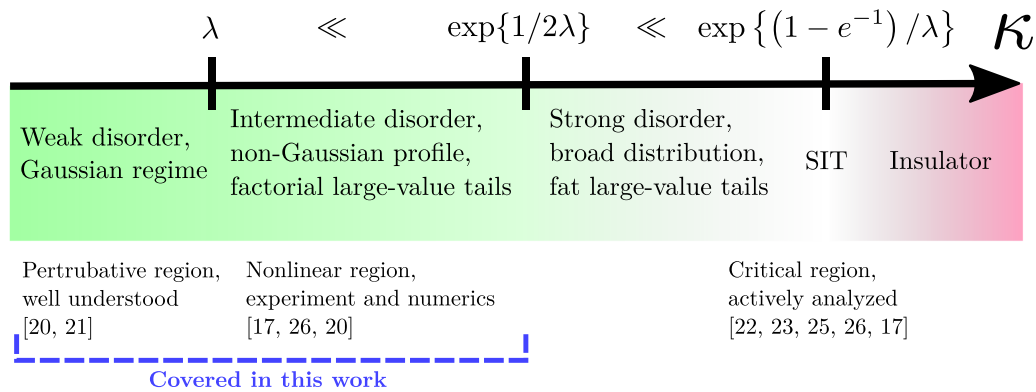 λ ≪ exp{1/2λ} ≪ exp {(1 − e⁻¹) /λ} κ
Weak disorder,
Gaussian regime
Intermediate disorder,
non-Gaussian profile,
factorial large-value tails
Strong disorder,
broad distribution,
fat large-value tails
SIT
Insulator
Pertrubative region,
well understood
[20, 21]
Nonlinear region,
experiment and numerics
[17, 26, 20]
Critical region,
actively analyzed
[22, 23, 25, 26, 17]
Covered in this work